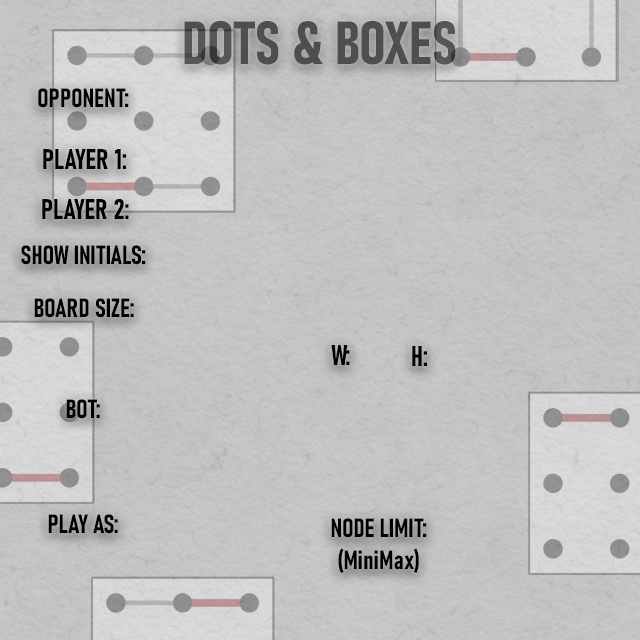 DOTS & BOXES
OPPONENT:
PLAYER 1:
PLAYER 2:
SHOW INITIALS:
BOARD SIZE:
W: H:
BOT:
PLAY AS:
NODE LIMIT:
(MiniMax)